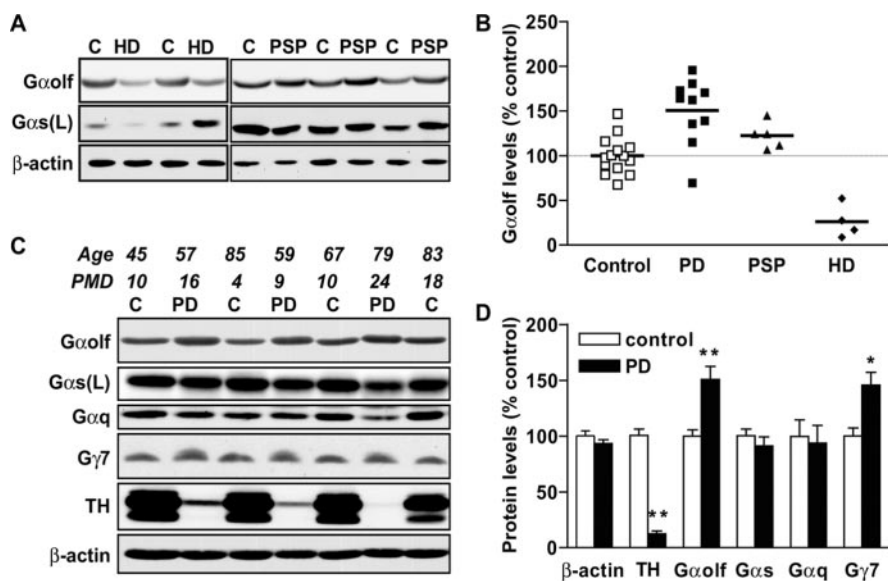 A
C HD C HD C PSP C PSP C PSP
Gαolf
Gαs(L)
β-actin
B
Gαolf levels (% control)
250
200
150
100
50
0
Control PD PSP HD
C
Age 45 57 85 59 67 79 83
PMD 10 16 4 9 10 24 18
C PD C PD C PD C
Gαolf
Gαs(L)
Gαq
Gγ7
TH
β-actin
D
Protein levels (% control)
200
150
100
50
0
control
PD
**
**
*
β-actin TH Gαolf Gαs Gαq Gγ7